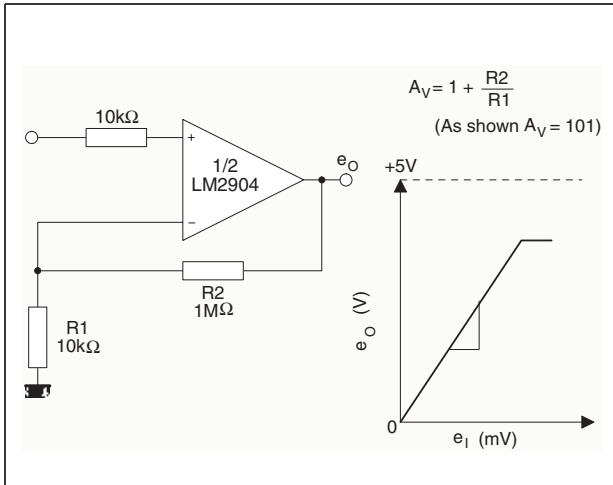 A_V = 1 + R2/R1
(As shown A_V = 101)
10kΩ
+
1/2
LM2904
e_O
−
R2
1MΩ
R1
10kΩ
+5V
e_O (V)
0
e_I (mV)